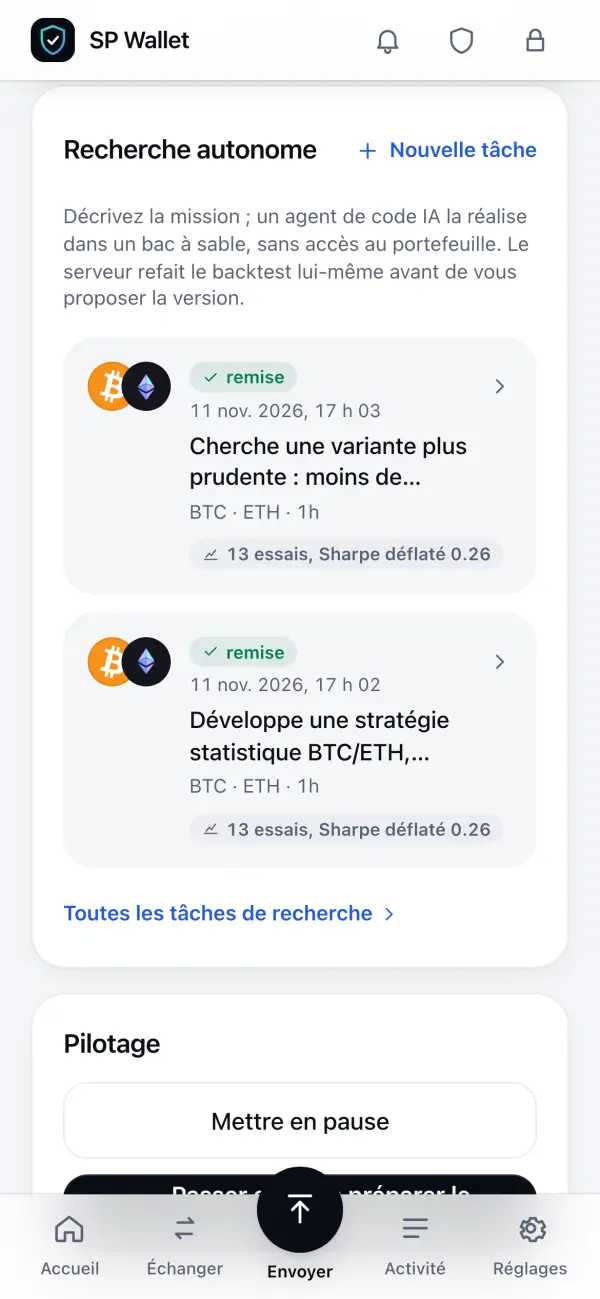 SP Wallet
Recherche autonome
+ Nouvelle tâche
Décrivez la mission ; un agent de code IA la réalise
dans un bac à sable, sans accès au portefeuille. Le
serveur refait le backtest lui-même avant de vous
proposer la version.
remise
11 nov. 2026, 17 h 03
Cherche une variante plus
prudente : moins de...
BTC · ETH · 1h
13 essais, Sharpe déflaté 0.26
remise
11 nov. 2026, 17 h 02
Développe une stratégie
statistique BTC/ETH,...
BTC · ETH · 1h
13 essais, Sharpe déflaté 0.26
Toutes les tâches de recherche
Pilotage
Mettre en pause
Passer préparer la
Accueil
Échanger
Envoyer
Activité
Réglages